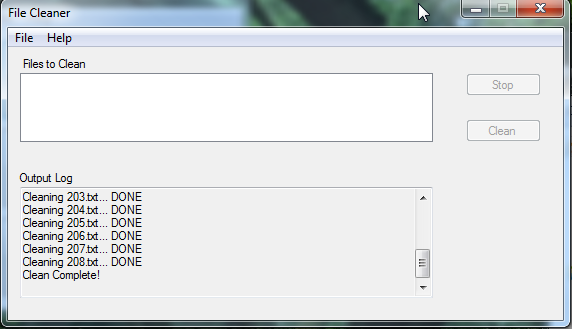 File Cleaner
File Help
Files to Clean
Stop
Clean
Output Log
Cleaning 203.txt... DONE
Cleaning 204.txt... DONE
Cleaning 205.txt... DONE
Cleaning 206.txt... DONE
Cleaning 207.txt... DONE
Cleaning 208.txt... DONE
Clean Complete!